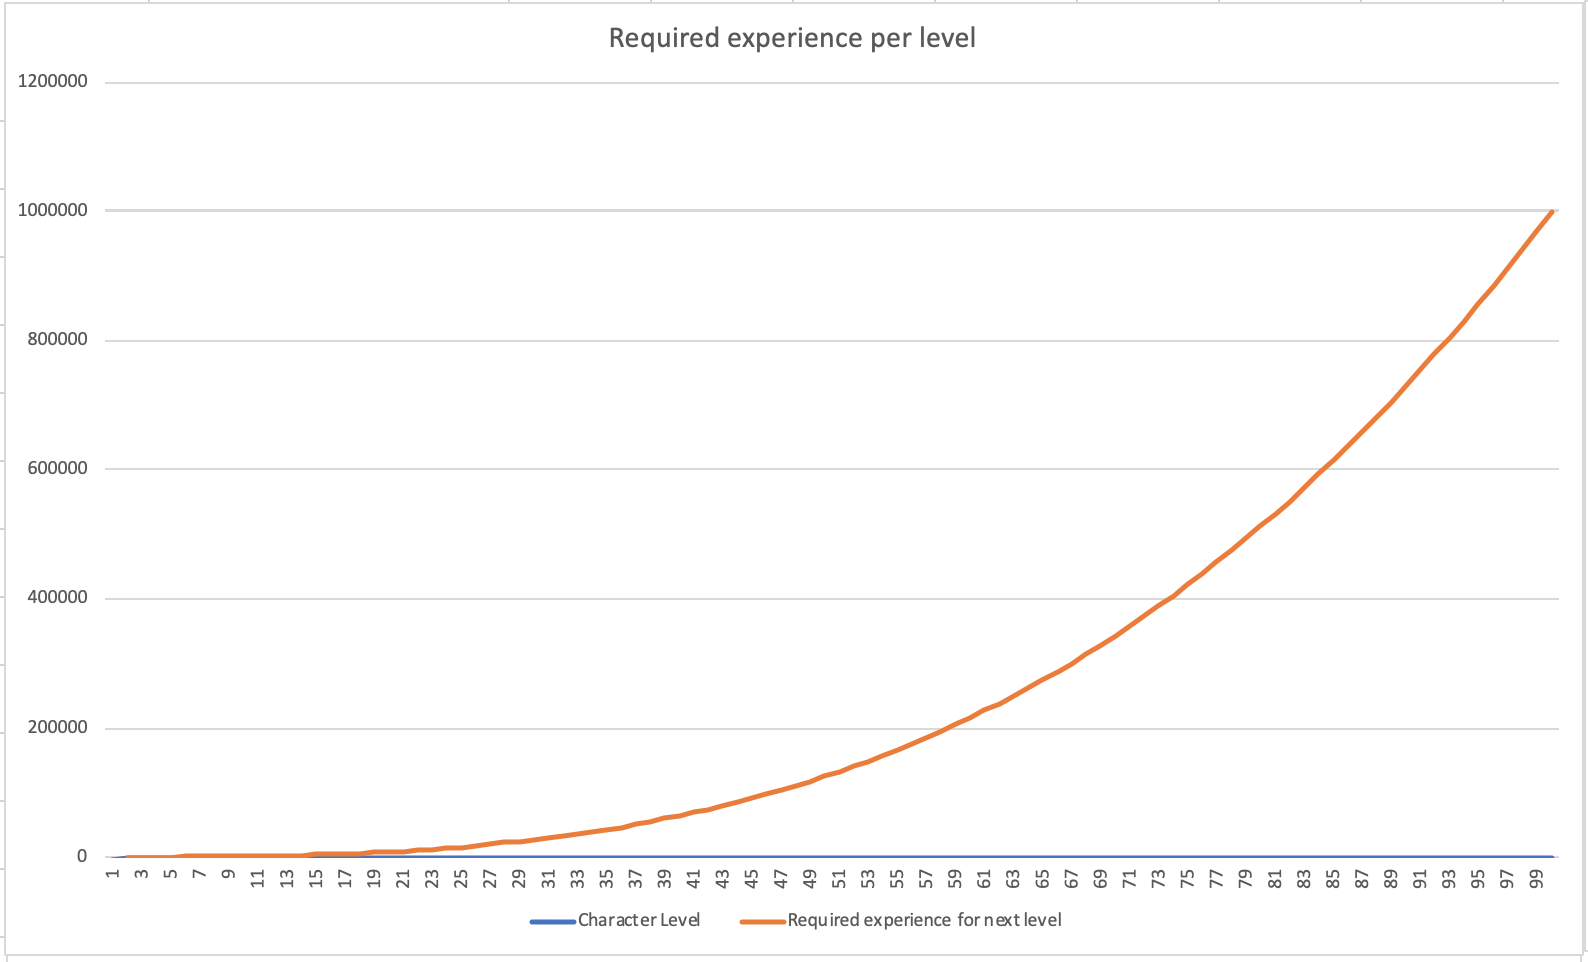 Required experience per level
1200000
1000000
800000
600000
400000
200000
0
1 3 5 7 9 11 13 15 17 19 21 23 25 27 29 31 33 35 37 39 41 43 45 47 49 51 53 55 57 59 61 63 65 67 69 71 73 75 77 79 81 83 85 87 89 91 93 95 97 99
Character Level Required experience for next level